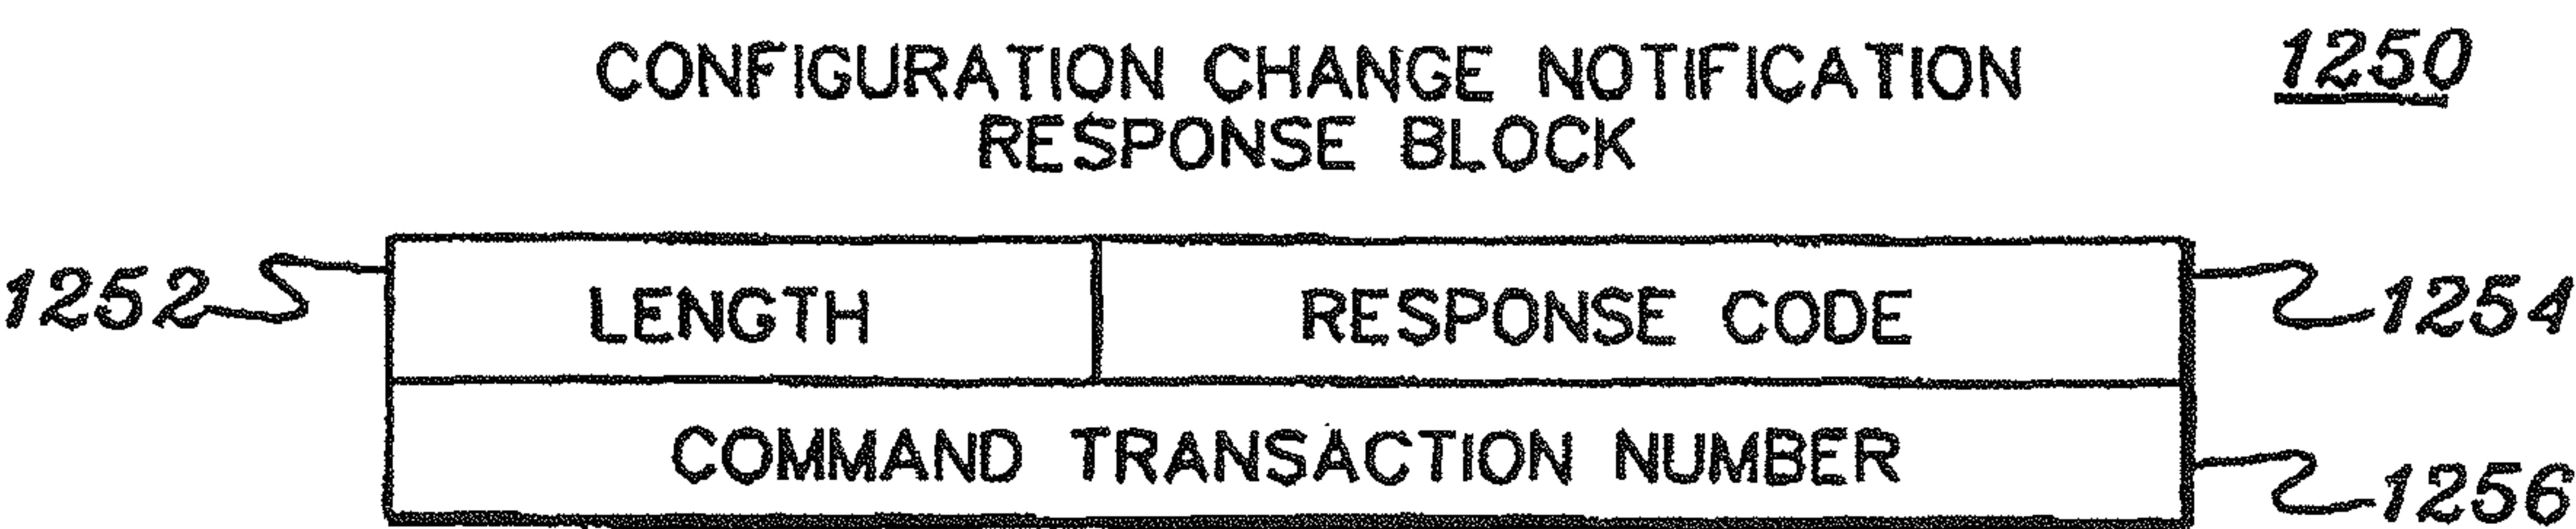 CONFIGURATION CHANGE NOTIFICATION 1250
RESPONSE BLOCK
1252 LENGTH RESPONSE CODE 1254
COMMAND TRANSACTION NUMBER 1256